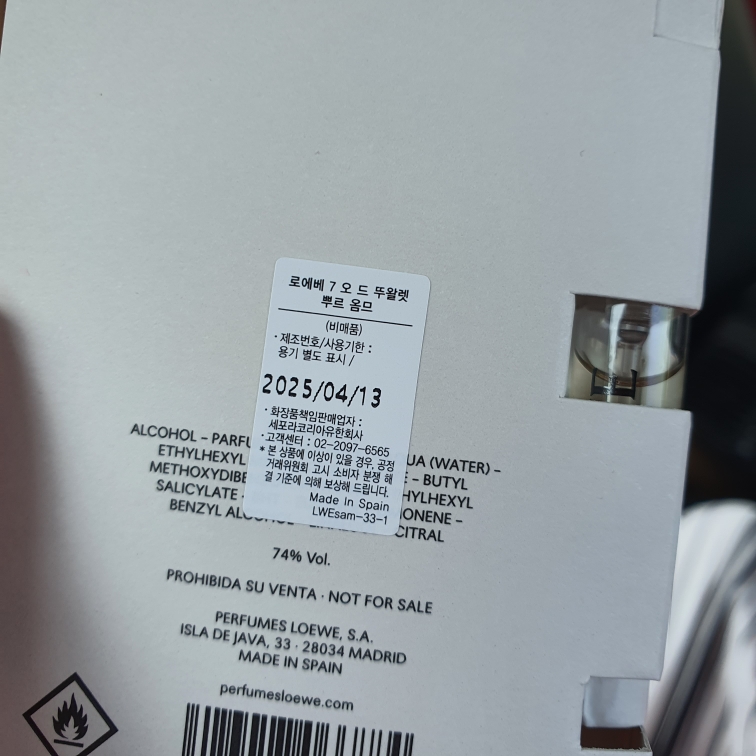 로에베 7 오 드 뚜왈렛
뿌르 옴므
(비매품)
· 제조번호/사용기한 :
용기 별도 표시 /
2025/04/13
· 화장품책임판매업자 :
세포라코리아유한회사
· 고객센터 : 02-2097-6565
* 본 상품에 이상이 있을 경우, 공정
거래위원회 고시 소비자 분쟁 해
결 기준에 의해 보상해 드립니다.
Made in Spain
LWEsam-33-1
ALCOHOL – (WATER) –
ETHYLHEXYL – BUTYL
SALICYLATE
BENZYL CITRAL
74% Vol.
PROHIBIDA SU VENTA · NOT FOR SALE
PERFUMES LOEWE, S.A.
ISLA DE JAVA, 33 · 28034 MADRID
MADE IN SPAIN
perfumesloewe.com